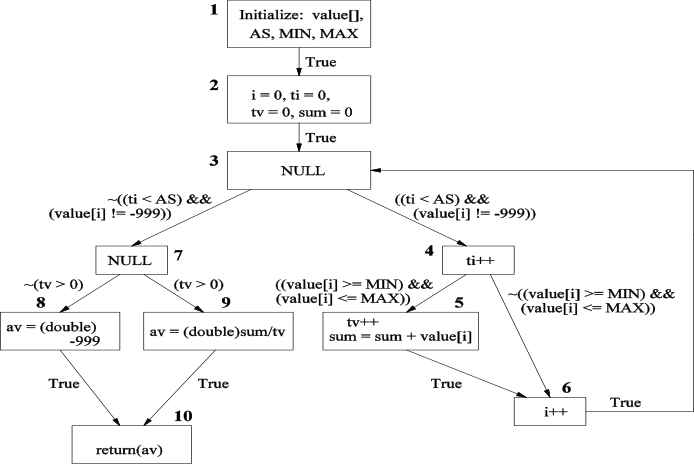 1
Initialize: value[],
AS, MIN, MAX
True
2
i = 0, ti = 0,
tv = 0, sum = 0
True
3
NULL
~((ti < AS) &&
(value[i] != -999))
((ti < AS) &&
(value[i] != -999))
7
NULL
4
ti++
~(tv > 0)
(tv > 0)
((value[i] >= MIN) &&
(value[i] <= MAX))
~((value[i] >= MIN) &&
(value[i] <= MAX))
8
av = (double)
-999
9
av = (double)sum/tv
5
tv++
sum = sum + value[i]
True
True
True
6
i++
True
10
return(av)